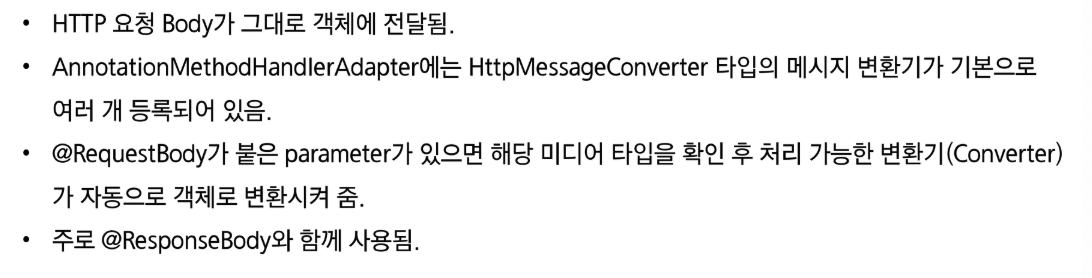 • HTTP 요청 Body가 그대로 객체에 전달됨.
• AnnotationMethodHandlerAdapter에는 HttpMessageConverter 타입의 메시지 변환기가 기본으로
여러 개 등록되어 있음.
• @RequestBody가 붙은 parameter가 있으면 해당 미디어 타입을 확인 후 처리 가능한 변환기(Converter)
가 자동으로 객체로 변환시켜 줌.
• 주로 @ResponseBody와 함께 사용됨.